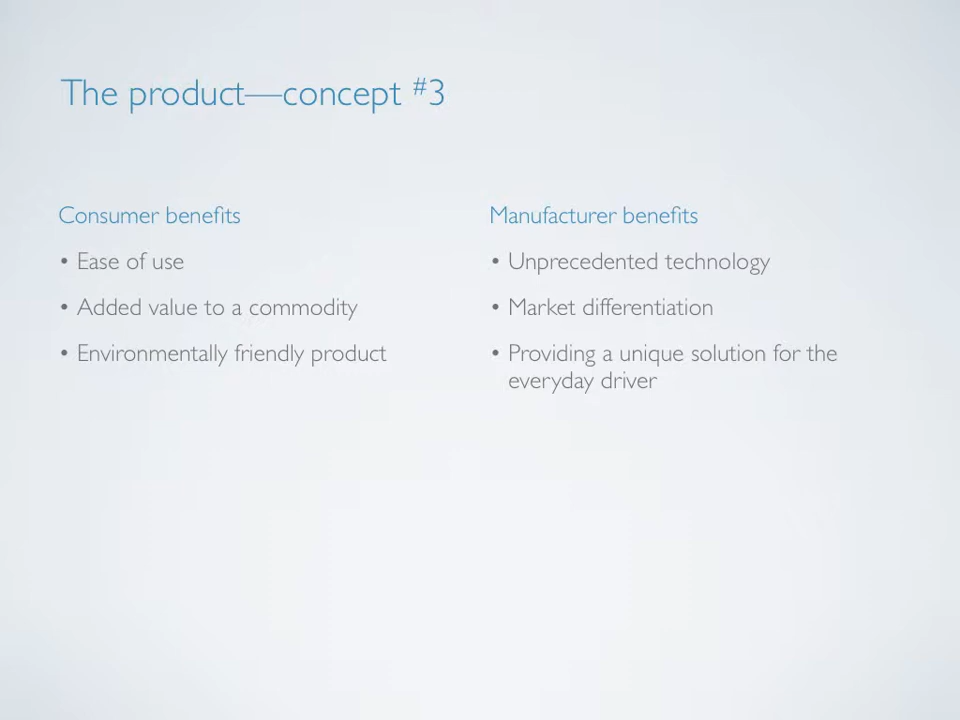 The product—concept #3
Consumer benefits
• Ease of use
• Added value to a commodity
• Environmentally friendly product
Manufacturer benefits
• Unprecedented technology
• Market differentiation
• Providing a unique solution for the
everyday driver